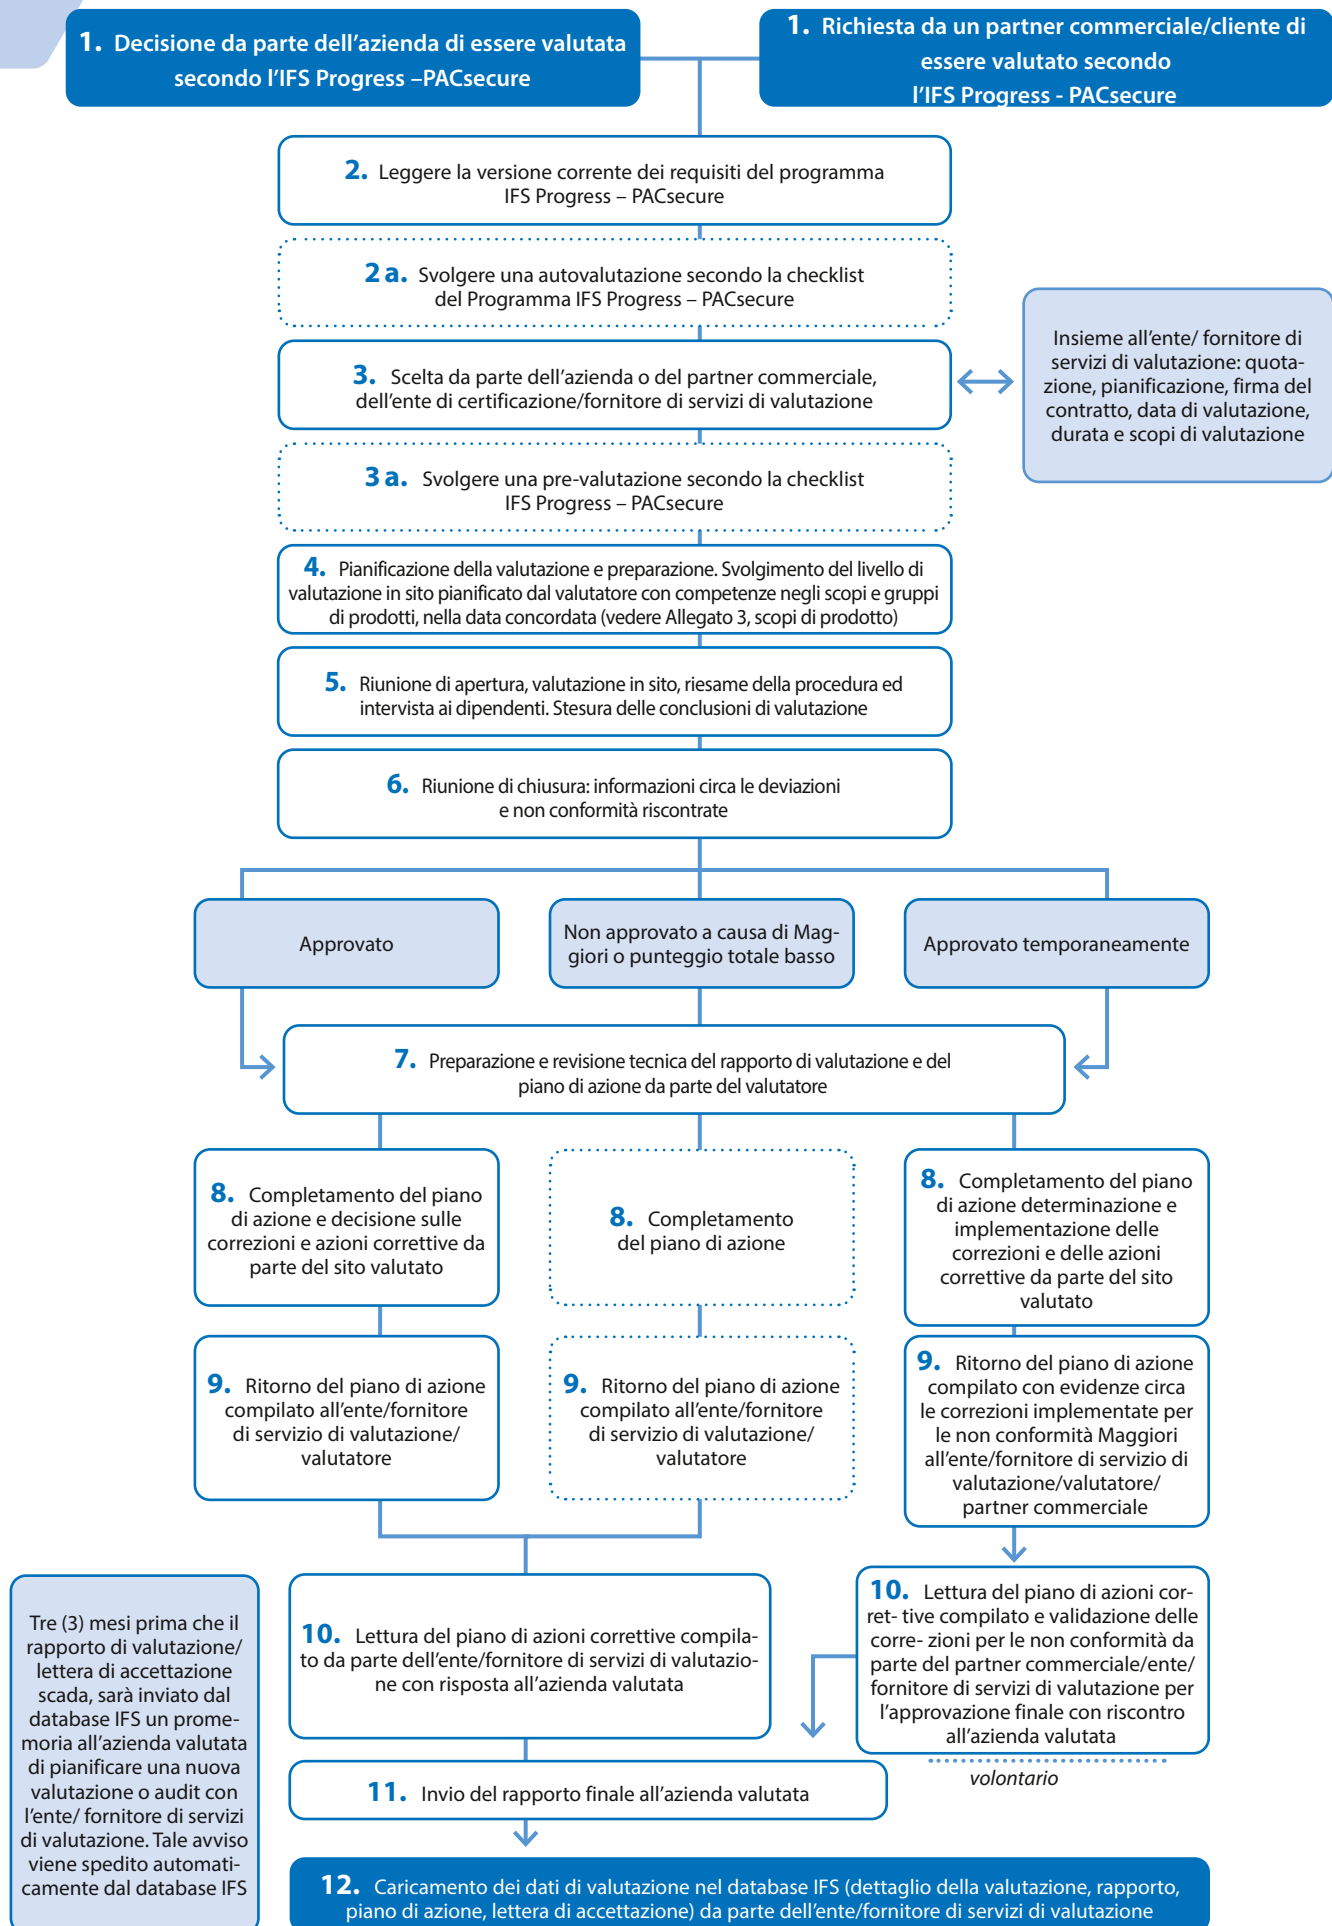 1. Decisione da parte dell'azienda di essere valutata
secondo l'IFS Progress –PACsecure
1. Richiesta da un partner commerciale/cliente di
essere valutato secondo
l'IFS Progress - PACsecure
2. Leggere la versione corrente dei requisiti del programma
IFS Progress – PACsecure
2 a. Svolgere una autovalutazione secondo la checklist
del Programma IFS Progress – PACsecure
3. Scelta da parte dell'azienda o del partner commerciale,
dell'ente di certificazione/fornitore di servizi di valutazione
Insieme all'ente/ fornitore di
servizi di valutazione: quota-
zione, pianificazione, firma del
contratto, data di valutazione,
durata e scopi di valutazione
3 a. Svolgere una pre-valutazione secondo la checklist
IFS Progress – PACsecure
4. Pianificazione della valutazione e preparazione. Svolgimento del livello di
valutazione in sito pianificato dal valutatore con competenze negli scopi e gruppi
di prodotti, nella data concordata (vedere Allegato 3, scopi di prodotto)
5. Riunione di apertura, valutazione in sito, riesame della procedura ed
intervista ai dipendenti. Stesura delle conclusioni di valutazione
6. Riunione di chiusura: informazioni circa le deviazioni
e non conformità riscontrate
Approvato
Non approvato a causa di Mag-
giori o punteggio totale basso
Approvato temporaneamente
7. Preparazione e revisione tecnica del rapporto di valutazione e del
piano di azione da parte del valutatore
8. Completamento del piano
di azione e decisione sulle
correzioni e azioni correttive da
parte del sito valutato
8. Completamento
del piano di azione
8. Completamento del piano
di azione determinazione e
implementazione delle
correzioni e delle azioni
correttive da parte del sito
valutato
9. Ritorno del piano di azione
compilato all'ente/fornitore
di servizio di valutazione/
valutatore
9. Ritorno del piano di azione
compilato all'ente/fornitore
di servizio di valutazione/
valutatore
9. Ritorno del piano di azione
compilato con evidenze circa
le correzioni implementate per
le non conformità Maggiori
all'ente/fornitore di servizio di
valutazione/valutatore/
partner commerciale
Tre (3) mesi prima che il
rapporto di valutazione/
lettera di accettazione
scada, sarà inviato dal
database IFS un prome-
moria all'azienda valutata
di pianificare una nuova
valutazione o audit con
l'ente/ fornitore di servizi
di valutazione. Tale avviso
viene spedito automati-
camente dal database IFS
10. Lettura del piano di azioni correttive compila-
to da parte dell'ente/fornitore di servizi di valutazio-
ne con risposta all'azienda valutata
10. Lettura del piano di azioni cor-
ret- tive compilato e validazione delle
corre- zioni per le non conformità da
parte del partner commerciale/ente/
fornitore di servizi di valutazione per
l'approvazione finale con riscontro
all'azienda valutata
volontario
11. Invio del rapporto finale all'azienda valutata
12. Caricamento dei dati di valutazione nel database IFS (dettaglio della valutazione, rapporto,
piano di azione, lettera di accettazione) da parte dell'ente/fornitore di servizi di valutazione